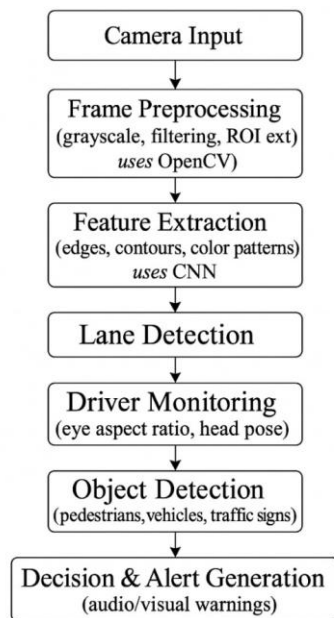 Camera Input
Frame Preprocessing
(grayscale, filtering, ROI ext)
uses OpenCV)
Feature Extraction
(edges, contours, color patterns)
uses CNN
Lane Detection
Driver Monitoring
(eye aspect ratio, head pose)
Object Detection
(pedestrians,vehicles, traffic signs)
Decision & Alert Generation
(audio/visual warnings)